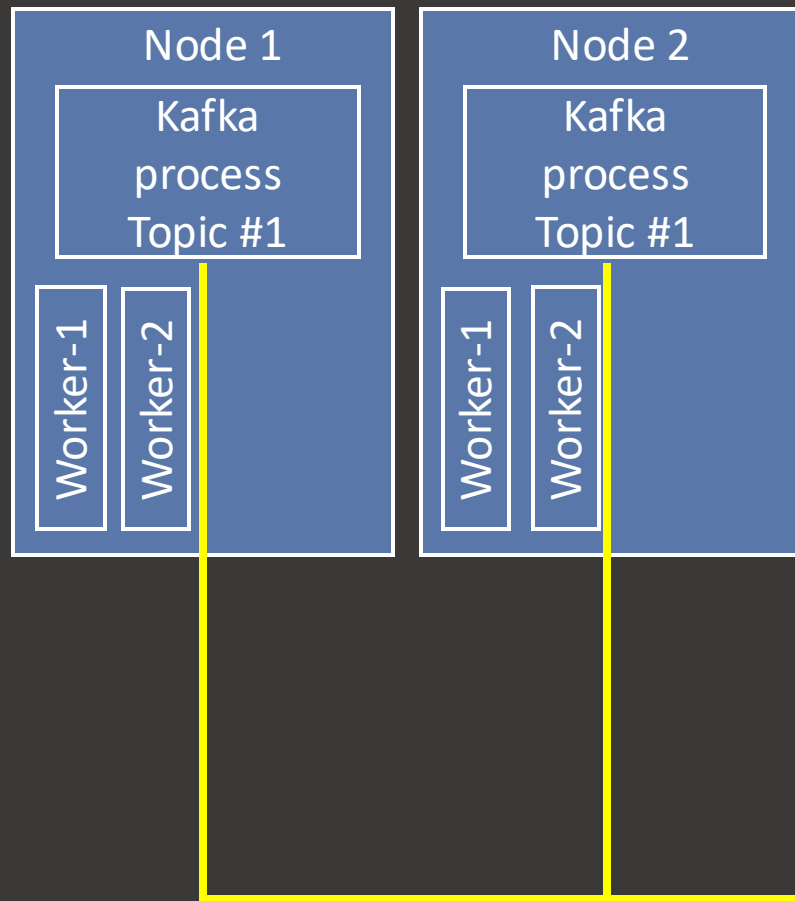 Node 1
Kafka
process
Topic #1
Worker-1
Worker-2
Node 2
Kafka
process
Topic #1
Worker-1
Worker-2